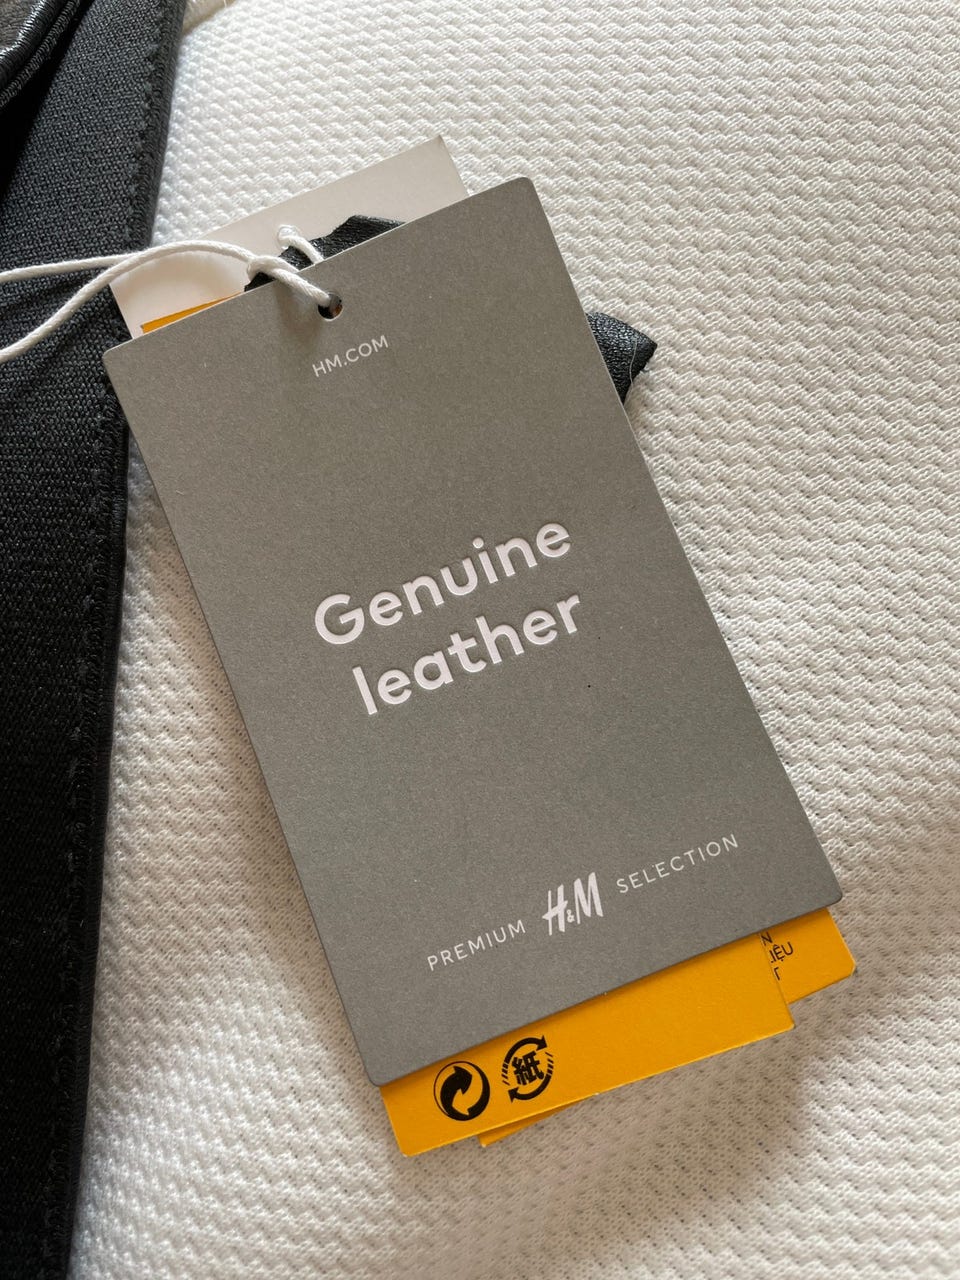 HM.COM
Genuine
leather
PREMIUM H&M SELECTION
紙